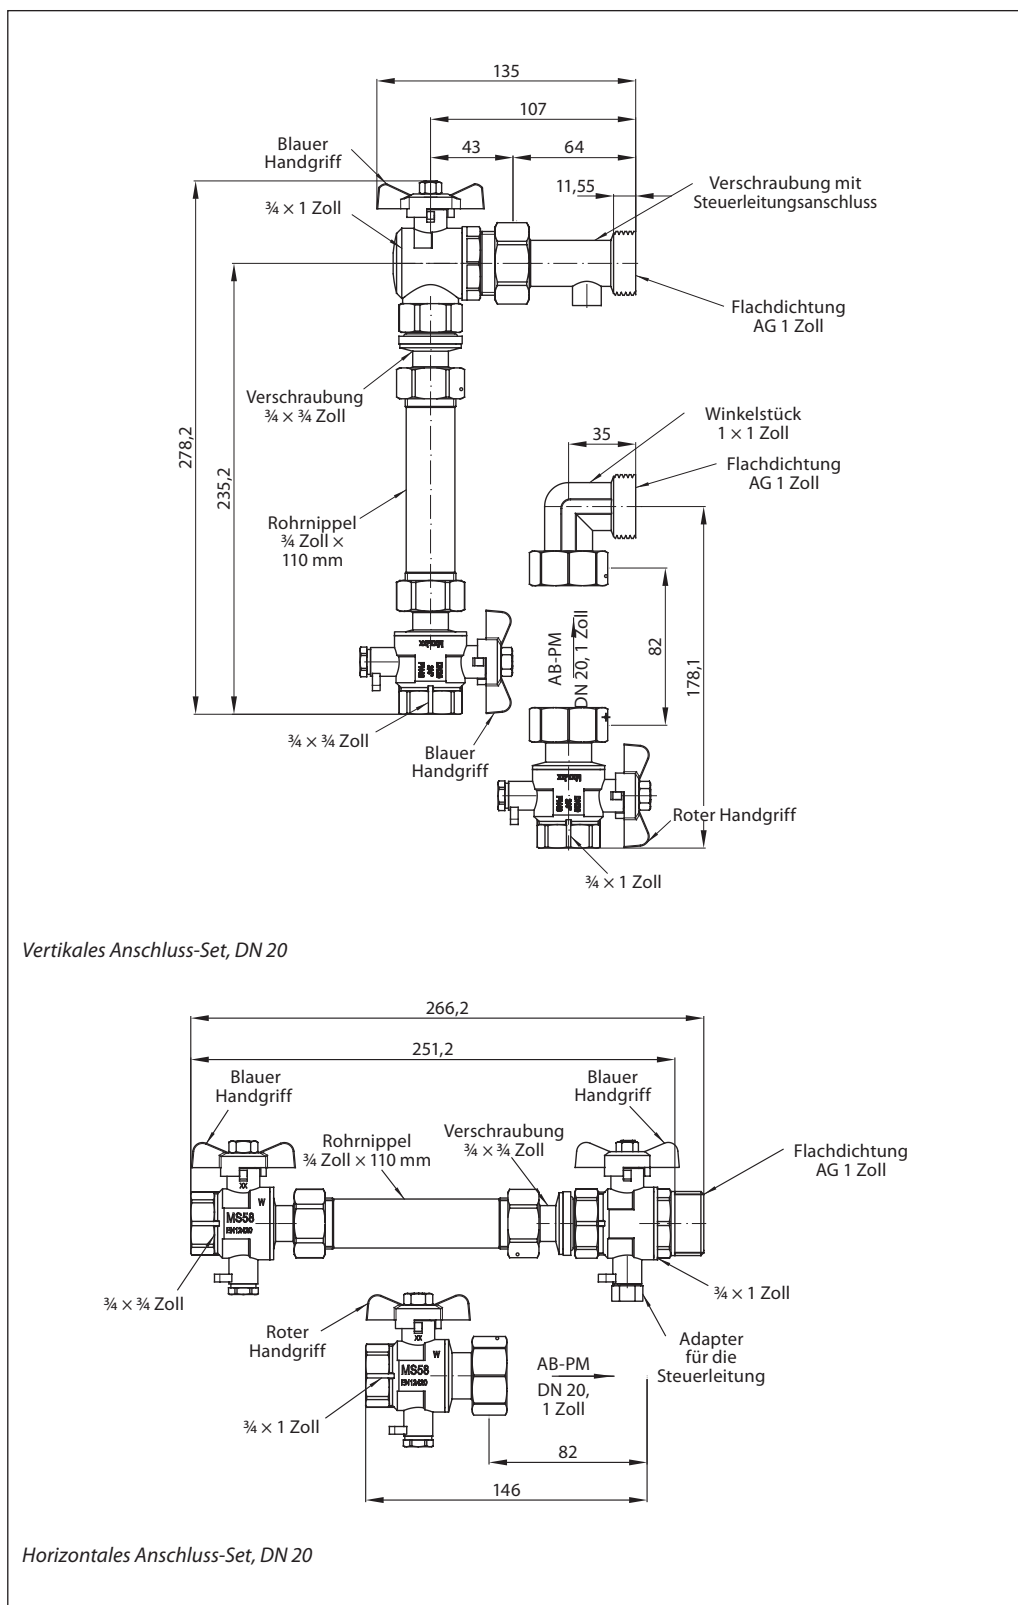 135
107
43
64
11,55
Blauer
Handgriff
Verschraubung mit
Steuerleitungsanschluss
¾ × 1 Zoll
Flachdichtung
AG 1 Zoll
Verschraubung
¾ × ¾ Zoll
278,2
235,2
Winkelstück
1 × 1 Zoll
35
Flachdichtung
AG 1 Zoll
Rohrnippel
¾ Zoll ×
110 mm
AB-PM
DN 20, 1 Zoll
82
178,1
¾ × ¾ Zoll
Blauer
Handgriff
Roter Handgriff
¾ × 1 Zoll
Vertikales Anschluss-Set, DN 20
266,2
251,2
Blauer
Handgriff
Blauer
Handgriff
Rohrnippel
¾ Zoll × 110 mm
Verschraubung
¾ × ¾ Zoll
Flachdichtung
AG 1 Zoll
XX
W
MS58
EN12420
¾ × ¾ Zoll
¾ × 1 Zoll
Roter
Handgriff
Adapter
für die
Steuerleitung
XX
W
MS58
EN12420
AB-PM
DN 20,
1 Zoll
¾ × 1 Zoll
82
146
Horizontales Anschluss-Set, DN 20